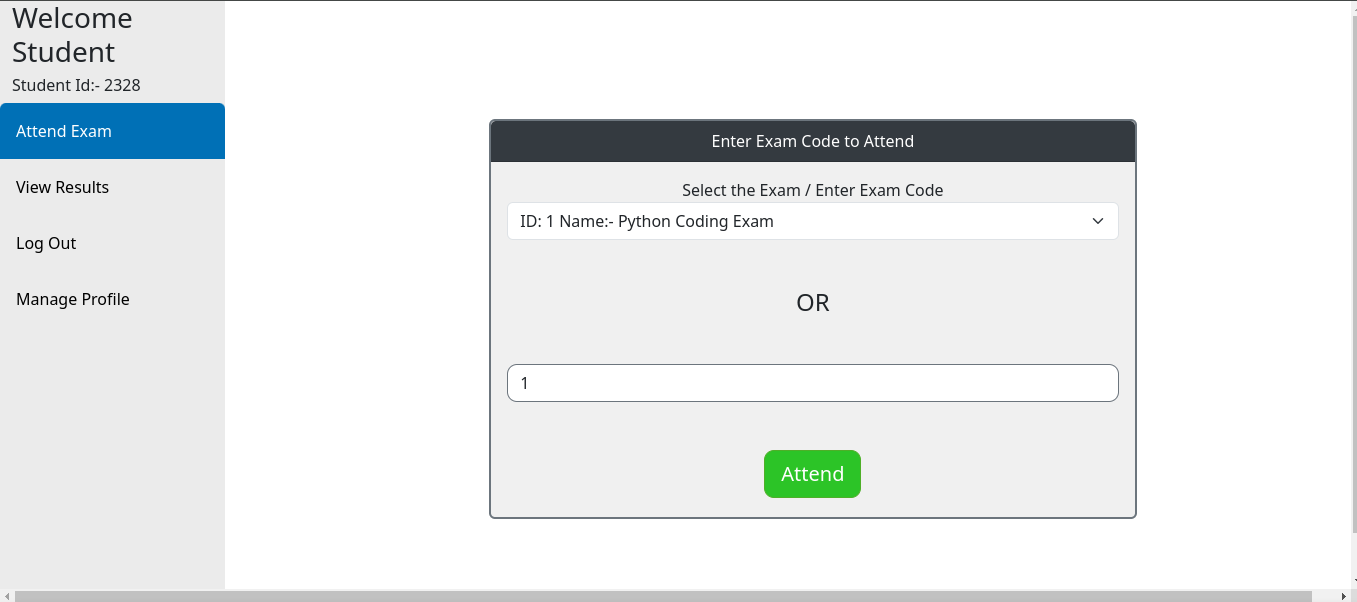 Welcome
Student
Student Id:- 2328
Attend Exam
View Results
Log Out
Manage Profile
Enter Exam Code to Attend
Select the Exam / Enter Exam Code
ID: 1 Name:- Python Coding Exam
OR
1
Attend